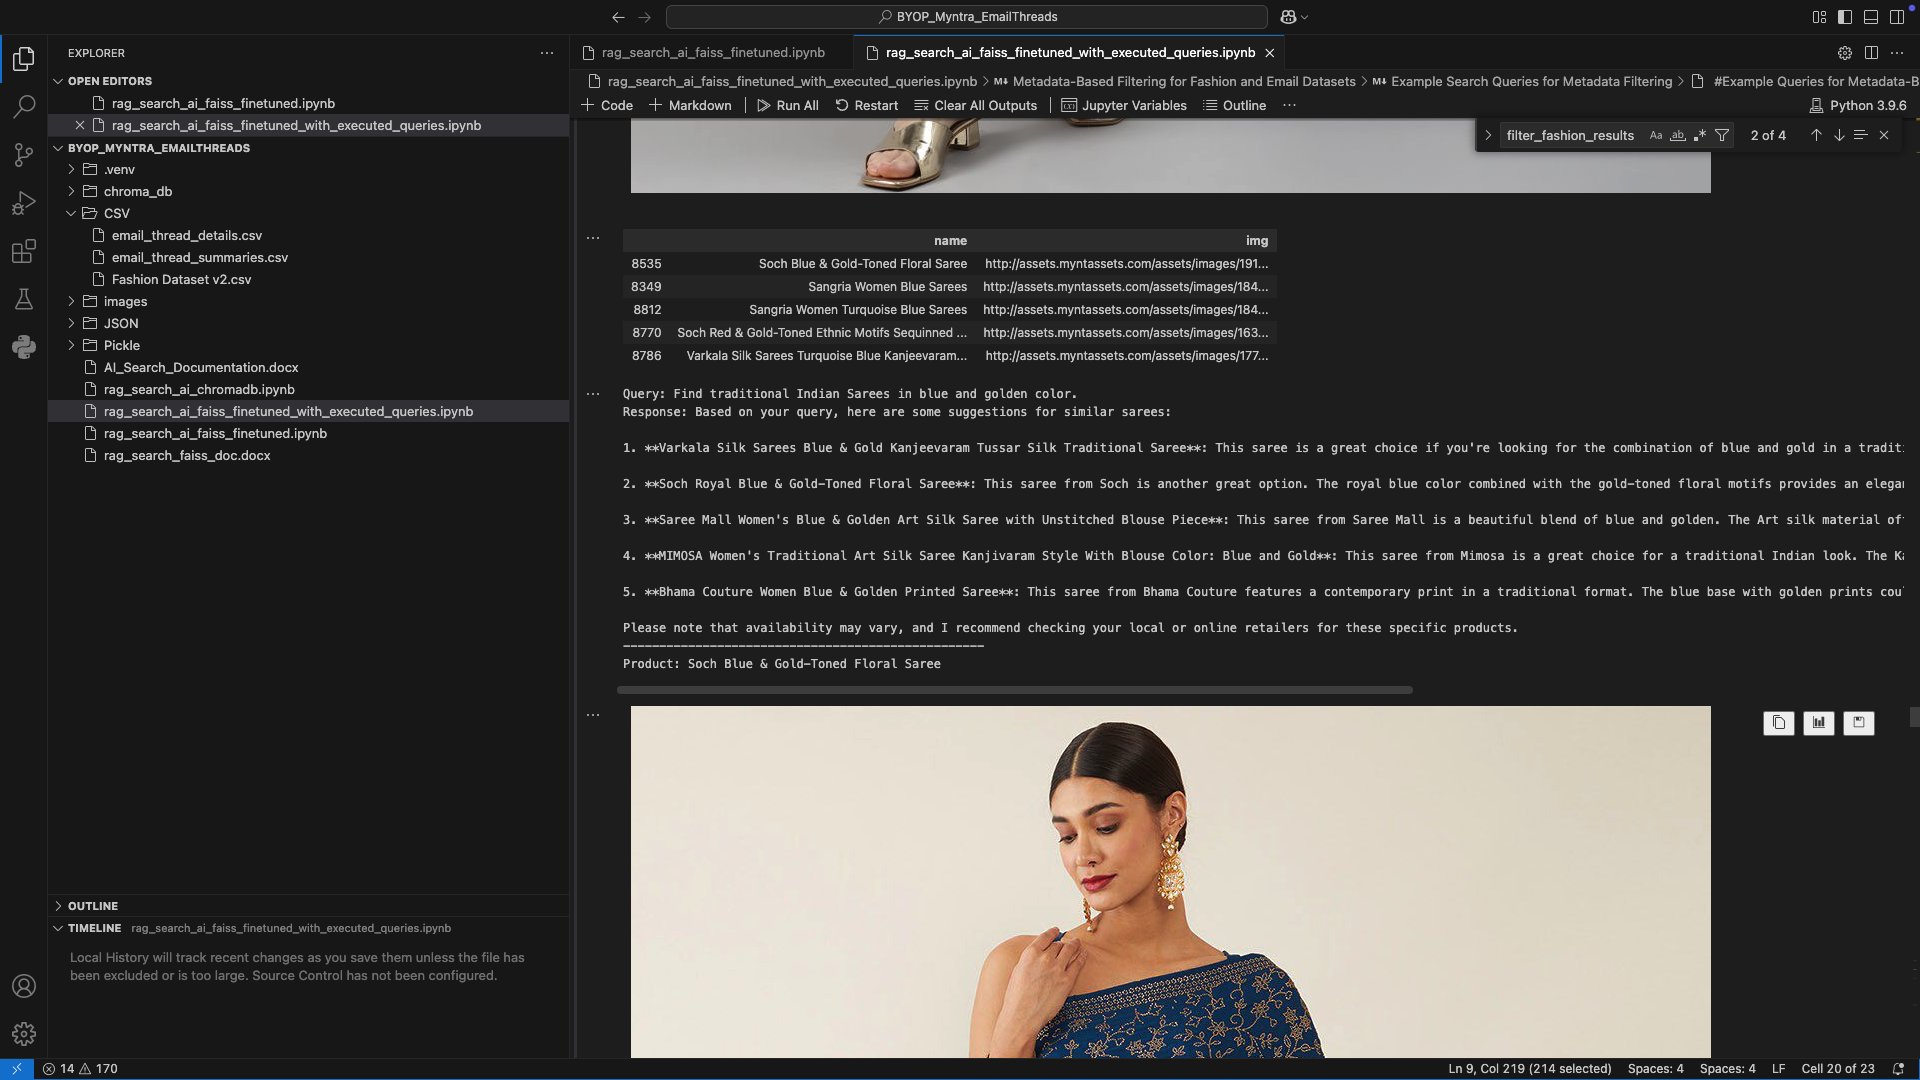 BYOP_Myntra_EmailThreads
EXPLORER
rag_search_ai_faiss_finetuned.ipynb
rag_search_ai_faiss_finetuned_with_executed_queries.ipynb
OPEN EDITORS
rag_search_ai_faiss_finetuned.ipynb
rag_search_ai_faiss_finetuned_with_executed_queries.ipynb
BYOP_MYNTRA_EMAILTHREADS
.venv
chroma_db
CSV
email_thread_details.csv
email_thread_summaries.csv
Fashion Dataset v2.csv
images
JSON
Pickle
AI_Search_Documentation.docx
rag_search_ai_chromadb.ipynb
rag_search_ai_faiss_finetuned_with_executed_queries.ipynb
rag_search_ai_faiss_finetuned.ipynb
rag_search_faiss_doc.docx
OUTLINE
TIMELINE rag_search_ai_faiss_finetuned_with_executed_queries.ipynb
Local History will track recent changes as you save them unless the file has
been excluded or is too large. Source Control has not been configured.
rag_search_ai_faiss_finetuned_with_executed_queries.ipynb > M↓ Metadata-Based Filtering for Fashion and Email Datasets > M↓ Example Search Queries for Metadata Filtering > #Example Queries for Metadata-B
+ Code + Markdown Run All Restart Clear All Outputs Jupyter Variables Outline ... Python 3.9.6
filter_fashion_results Aa ab .* 2 of 4
name img
8535 Soch Blue & Gold-Toned Floral Saree http://assets.myntassets.com/assets/images/191...
8349 Sangria Women Blue Sarees http://assets.myntassets.com/assets/images/184...
8812 Sangria Women Turquoise Blue Sarees http://assets.myntassets.com/assets/images/184...
8770 Soch Red & Gold-Toned Ethnic Motifs Sequinned ... http://assets.myntassets.com/assets/images/163...
8786 Varkala Silk Sarees Turquoise Blue Kanjeevaram... http://assets.myntassets.com/assets/images/177...
Query: Find traditional Indian Sarees in blue and golden color.
Response: Based on your query, here are some suggestions for similar sarees:
1. **Varkala Silk Sarees Blue & Gold Kanjeevaram Tussar Silk Traditional Saree**: This saree is a great choice if you're looking for the combination of blue and gold in a tradit
2. **Soch Royal Blue & Gold-Toned Floral Saree**: This saree from Soch is another great option. The royal blue color combined with the gold-toned floral motifs provides an elega
3. **Saree Mall Women's Blue & Golden Art Silk Saree with Unstitched Blouse Piece**: This saree from Saree Mall is a beautiful blend of blue and golden. The Art silk material of
4. **MIMOSA Women's Traditional Art Silk Saree Kanjivaram Style With Blouse Color: Blue and Gold**: This saree from Mimosa is a great choice for a traditional Indian look. The Ka
5. **Bhama Couture Women Blue & Golden Printed Saree**: This saree from Bhama Couture features a contemporary print in a traditional format. The blue base with golden prints cou
Please note that availability may vary, and I recommend checking your local or online retailers for these specific products.
--------------------------------------------------
Product: Soch Blue & Gold-Toned Floral Saree
14 170
Ln 9, Col 219 (214 selected) Spaces: 4 Spaces: 4 LF Cell 20 of 23